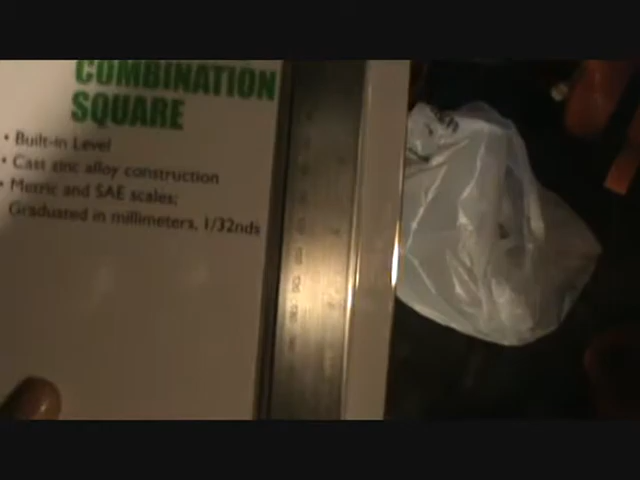 COMBINATION
SQUARE
• Built-in Level
• Cast zinc alloy construction
• Metric and SAE scales;
Graduated in millimeters, 1/32nds